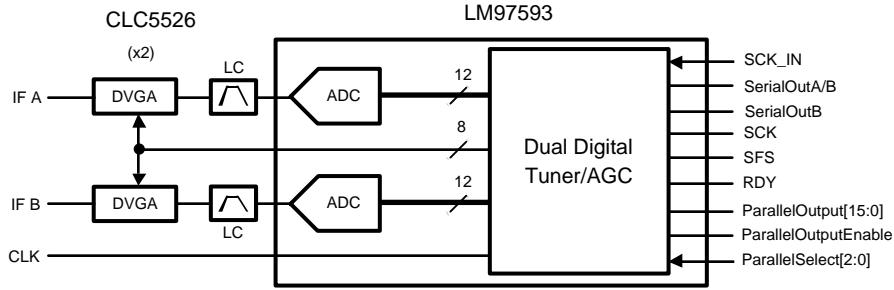 CLC5526
(x2)
LM97593
LC
IF A
DVGA
ADC
12
8
Dual Digital
Tuner/AGC
12
IF B
DVGA
LC
ADC
CLK
SCK_IN
SerialOutA/B
SerialOutB
SCK
SFS
RDY
ParallelOutput[15:0]
ParallelOutputEnable
ParallelSelect[2:0]